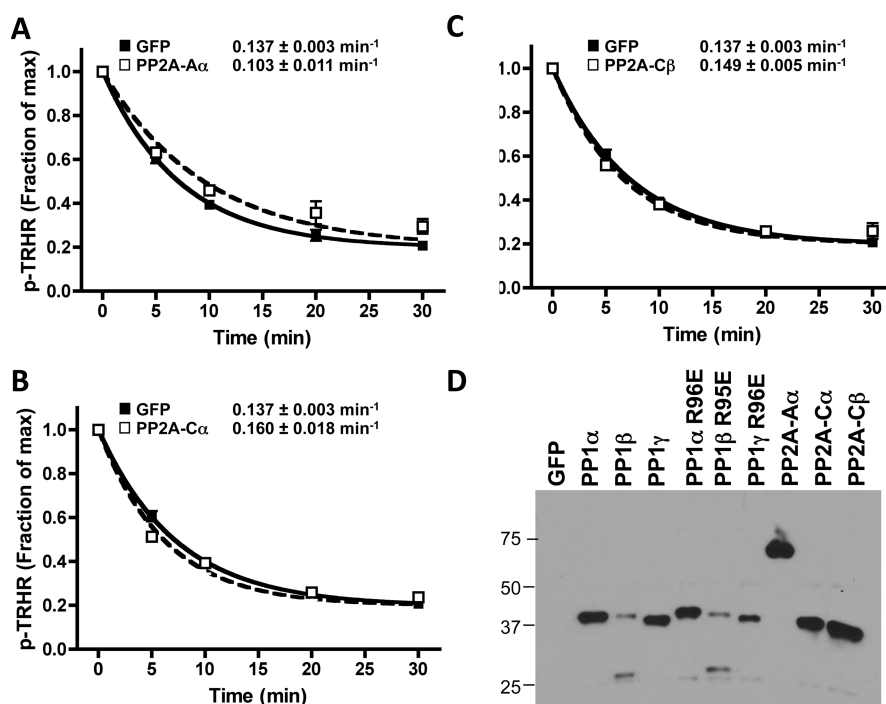 A
GFP 0.137 ± 0.003 min-1
PP2A-Aα 0.103 ± 0.011 min-1
p-TRHR (Fraction of max)
1.0
0.8
0.6
0.4
0.2
0.0
0 5 10 15 20 25 30
Time (min)
C
GFP 0.137 ± 0.003 min-1
PP2A-Cβ 0.149 ± 0.005 min-1
1.0
0.8
0.6
0.4
0.2
0.0
0 5 10 15 20 25 30
Time (min)
B
GFP 0.137 ± 0.003 min-1
PP2A-Cα 0.160 ± 0.018 min-1
p-TRHR (Fraction of max)
1.0
0.8
0.6
0.4
0.2
0.0
0 5 10 15 20 25 30
Time (min)
D
GFP
PP1α
PP1β
PP1γ
PP1α R96E
PP1β R95E
PP1γ R96E
PP2A-Aα
PP2A-Cα
PP2A-Cβ
75
50
37
25